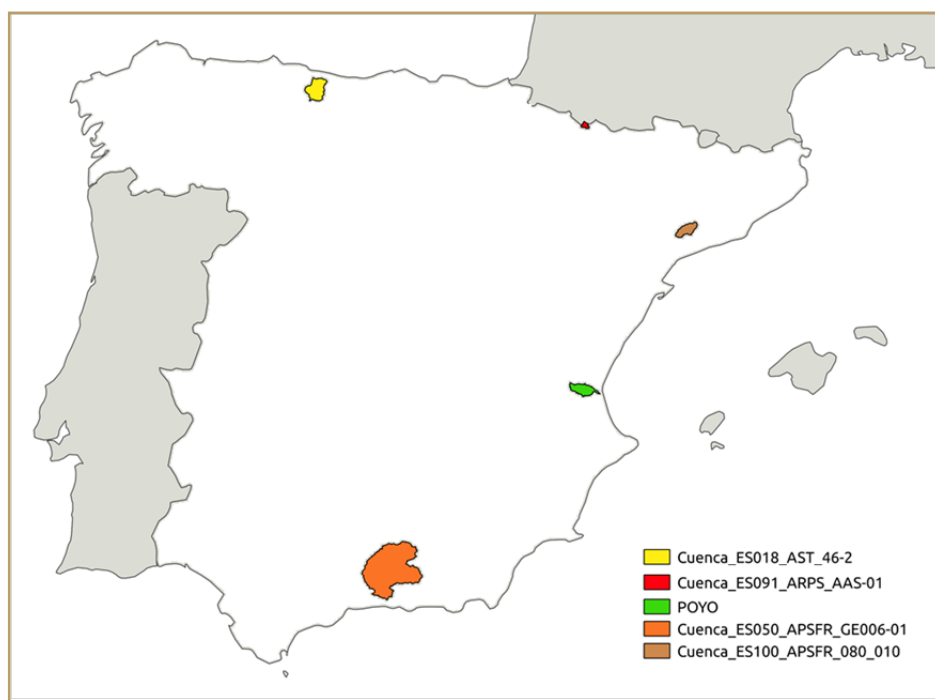 Cuenca_ES018_AST_46-2
Cuenca_ES091_ARPS_AAS-01
POYO
Cuenca_ES050_APSFR_GE006-01
Cuenca_ES100_APSFR_080_010